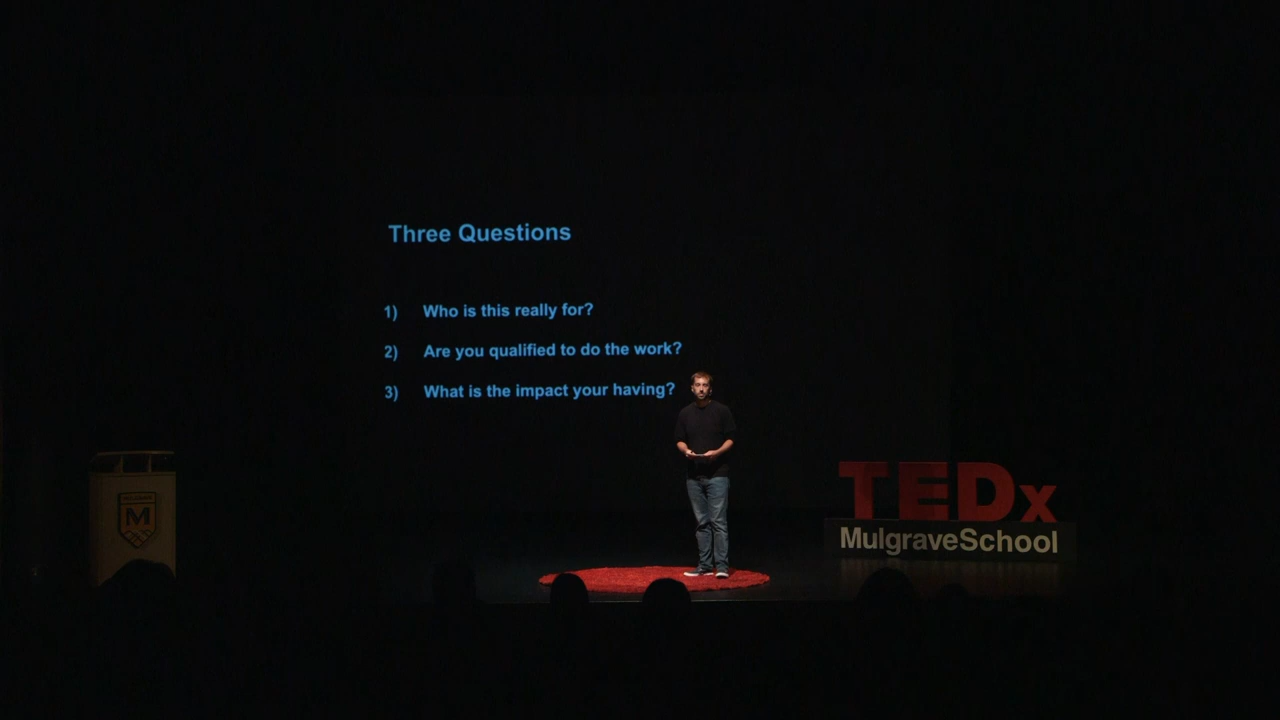 Three Questions
1) Who is this really for?
2) Are you qualified to do the work?
3) What is the impact your having?
M
TEDx
MulgraveSchool